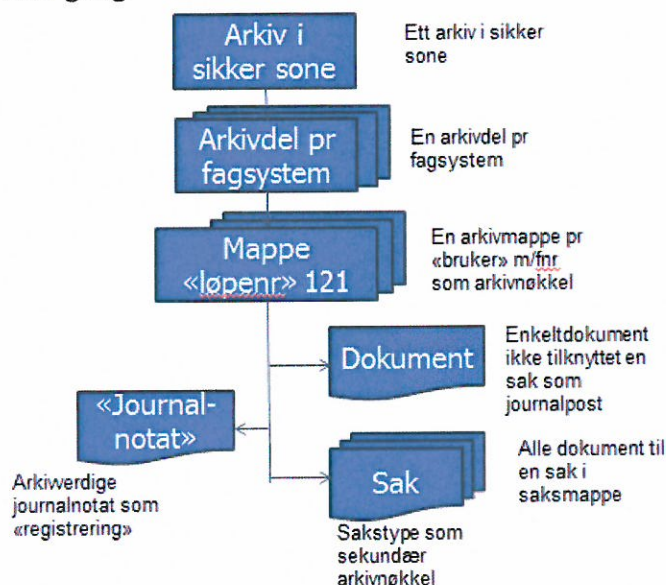 Arkiv i
sikker sone
Ett arkiv i sikker
sone
Arkivdel pr
fagsystem
En arkivdel pr
fagsystem
Mappe
«løpenr» 121
En arkivmappe pr
«bruker» m/fnr
som arkivnøkkel
Dokument
Enkeltdokument
ikke tilknyttet en
sak som
journalpost
«Journal-
notat»
Arkivverdige
journalnotat som
«registrering»
Sak
Alle dokument til
en sak i
saksmappe
Sakstype som
sekundær
arkivnøkkel